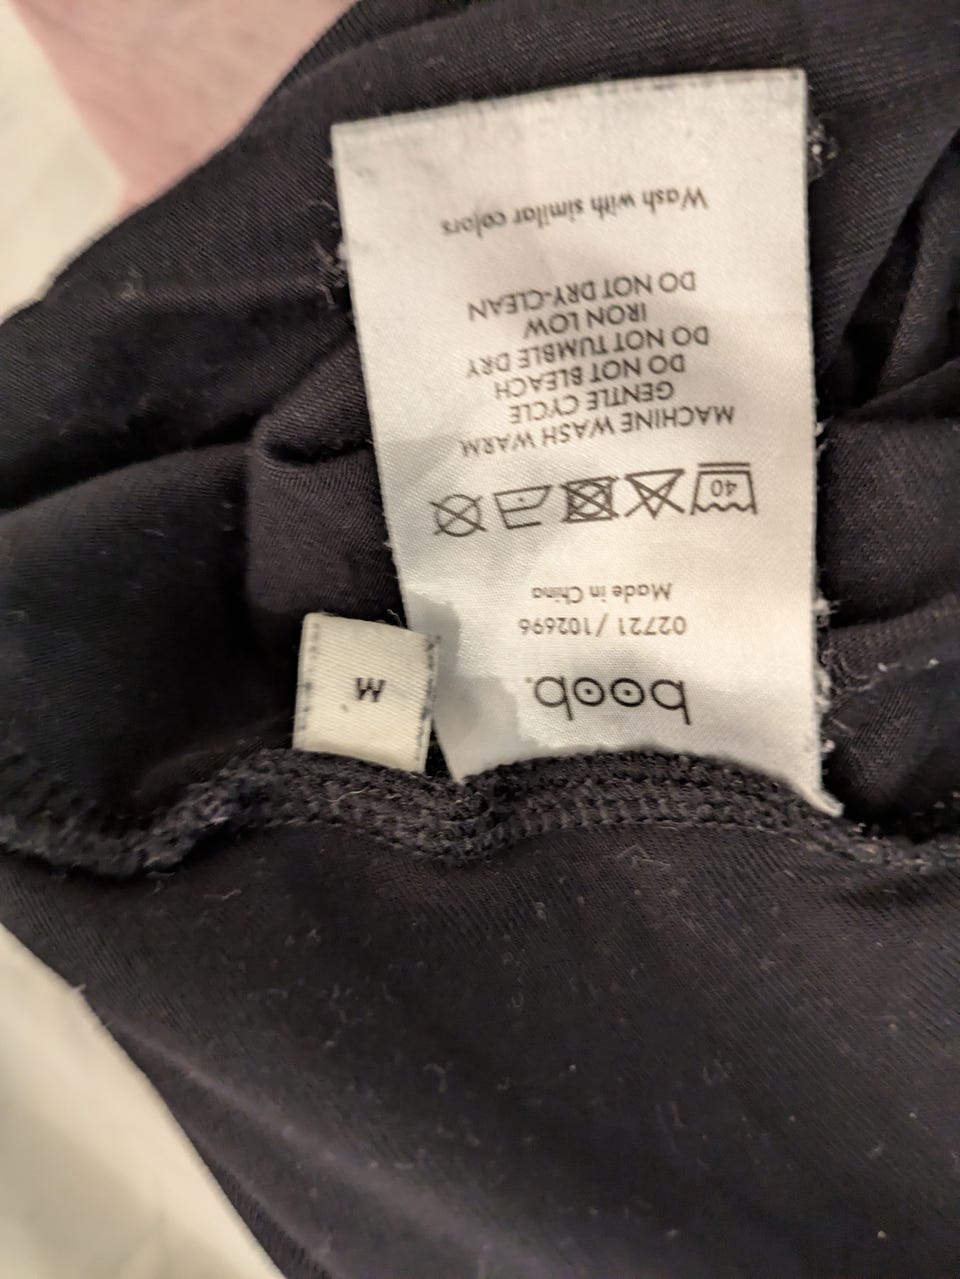 boob.
02721 / 102696
Made in China
40
MACHINE WASH WARM
GENTLE CYCLE
DO NOT BLEACH
DO NOT TUMBLE DRY
IRON LOW
DO NOT DRY-CLEAN
Wash with similar colors
M